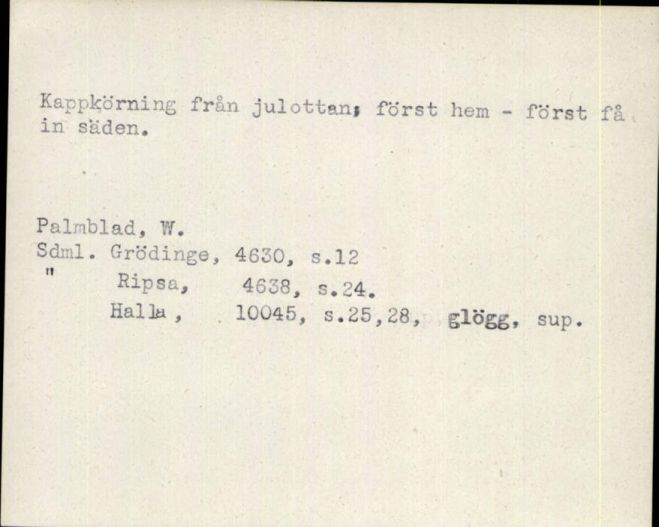 Kappkörning från julottan, först hem - först få
in säden.
Palmblad, W.
Sdml. Grödinge, 4630, s.12
" Ripsa, 4638, s.24.
Halla, 10045, s.25,28, glögg, sup.